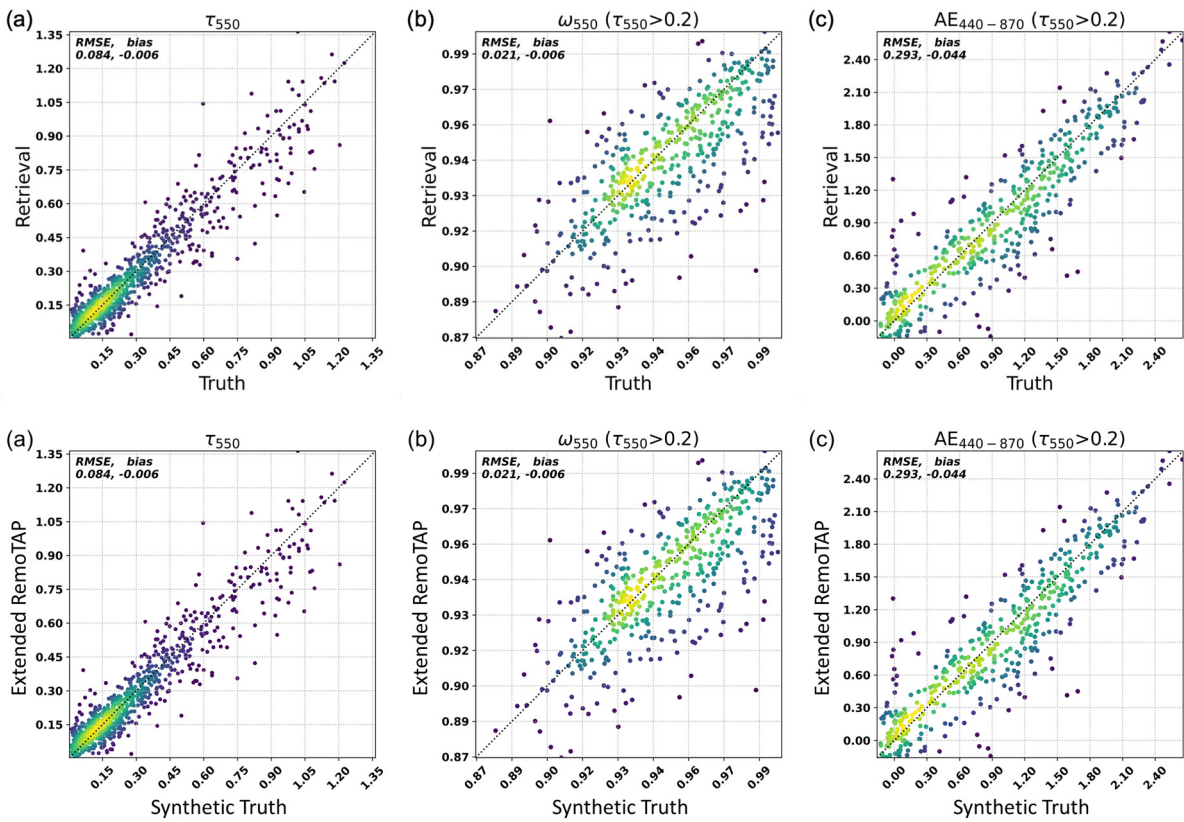 (a) τ550
RMSE, bias
0.084, -0.006
1.35
1.20
1.05
0.90
0.75
0.60
0.45
0.30
0.15
Retrieval
0.15 0.30 0.45 0.60 0.75 0.90 1.05 1.20 1.35
Truth
(b) ω550 (τ550>0.2)
RMSE, bias
0.021, -0.006
0.99
0.97
0.96
0.94
0.93
0.92
0.90
0.89
0.87
Retrieval
0.87 0.89 0.90 0.92 0.93 0.94 0.96 0.97 0.99
Truth
(c) AE440−870 (τ550>0.2)
RMSE, bias
0.293, -0.044
2.40
2.10
1.80
1.50
1.20
0.90
0.60
0.30
0.00
Retrieval
0.00 0.30 0.60 0.90 1.20 1.50 1.80 2.10 2.40
Truth
(a) τ550
RMSE, bias
0.084, -0.006
1.35
1.20
1.05
0.90
0.75
0.60
0.45
0.30
0.15
Extended RemoTAP
0.15 0.30 0.45 0.60 0.75 0.90 1.05 1.20 1.35
Synthetic Truth
(b) ω550 (τ550>0.2)
RMSE, bias
0.021, -0.006
0.99
0.97
0.96
0.94
0.93
0.92
0.90
0.89
0.87
Extended RemoTAP
0.87 0.89 0.90 0.92 0.93 0.94 0.96 0.97 0.99
Synthetic Truth
(c) AE440−870 (τ550>0.2)
RMSE, bias
0.293, -0.044
2.40
2.10
1.80
1.50
1.20
0.90
0.60
0.30
0.00
Extended RemoTAP
0.00 0.30 0.60 0.90 1.20 1.50 1.80 2.10 2.40
Synthetic Truth